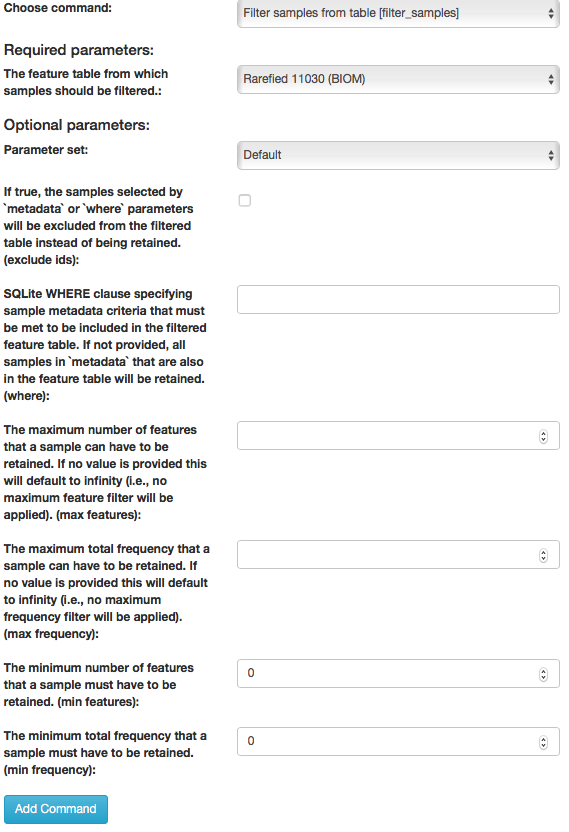 Choose command:
Filter samples from table [filter_samples]
Required parameters:
The feature table from which
samples should be filtered.:
Rarefied 11030 (BIOM)
Optional parameters:
Parameter set:
Default
If true, the samples selected by
`metadata` or `where` parameters
will be excluded from the filtered
table instead of being retained.
(exclude ids):
SQLite WHERE clause specifying
sample metadata criteria that must
be met to be included in the filtered
feature table. If not provided, all
samples in `metadata` that are also
in the feature table will be retained.
(where):
The maximum number of features
that a sample can have to be
retained. If no value is provided this
will default to infinity (i.e., no
maximum feature filter will be
applied). (max features):
The maximum total frequency that a
sample can have to be retained. If
no value is provided this will default
to infinity (i.e., no maximum
frequency filter will be applied).
(max frequency):
The minimum number of features
that a sample must have to be
retained. (min features):
0
The minimum total frequency that a
sample must have to be retained.
(min frequency):
0
Add Command